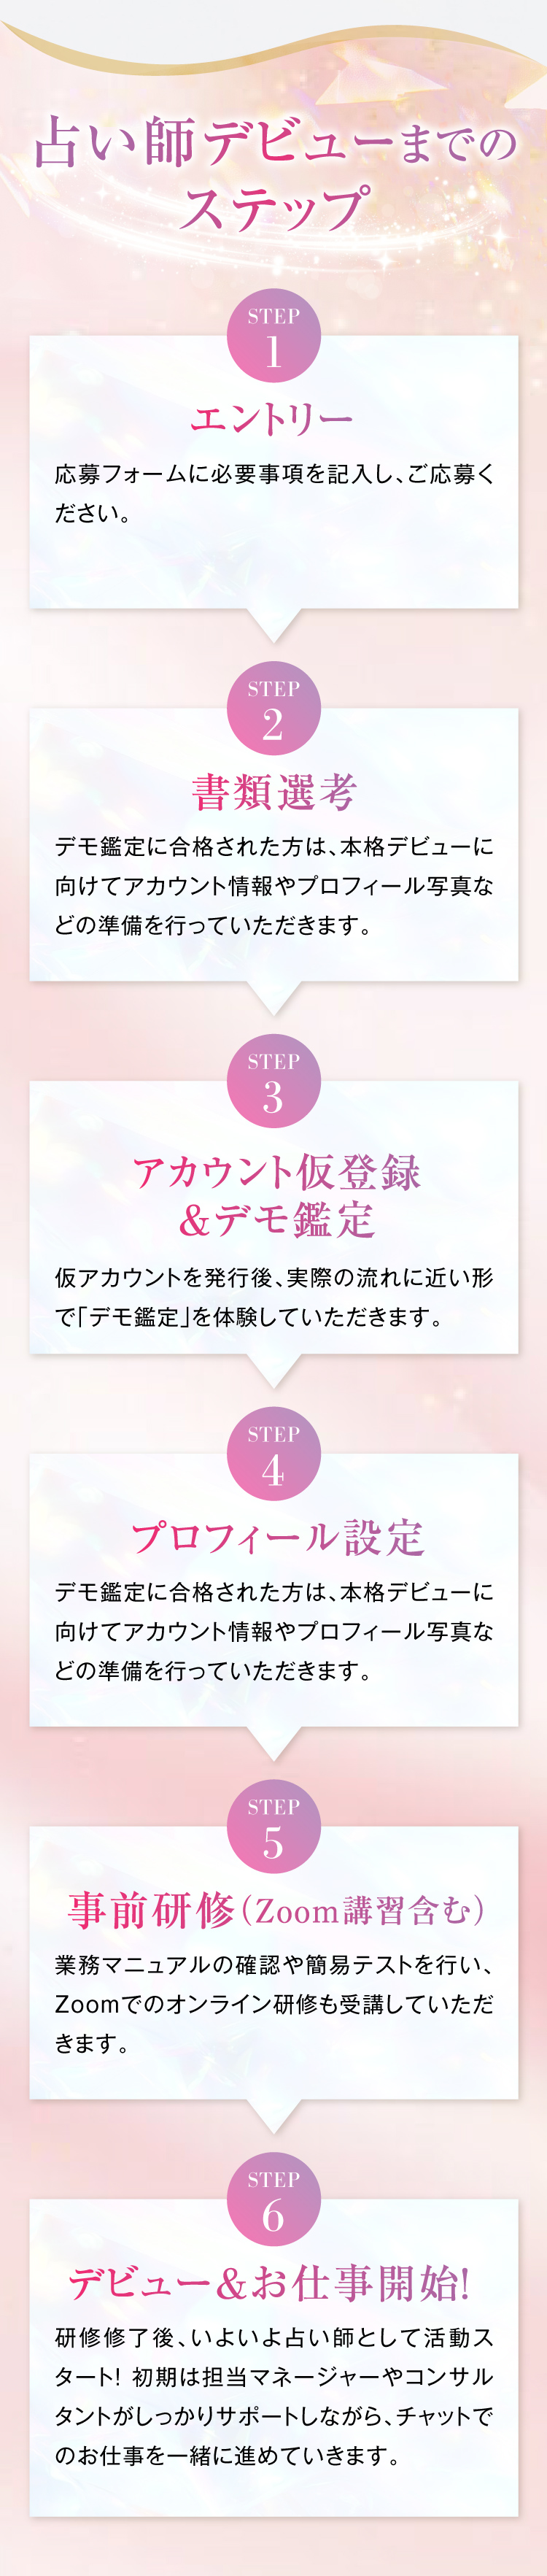 占い師デビューまでの
ステップ
STEP
1
エントリー
応募フォームに必要事項を記入し、ご応募く
ださい。
STEP
2
書類選考
デモ鑑定に合格された方は、本格デビューに
向けてアカウント情報やプロフィール写真な
どの準備を行っていただきます。
STEP
3
アカウント仮登録
&デモ鑑定
仮アカウントを発行後、実際の流れに近い形
で「デモ鑑定」を体験していただきます。
STEP
4
プロフィール設定
デモ鑑定に合格された方は、本格デビューに
向けてアカウント情報やプロフィール写真な
どの準備を行っていただきます。
STEP
5
事前研修（Zoom講習含む）
業務マニュアルの確認や簡易テストを行い、
Zoomでのオンライン研修も受講していただ
きます。
STEP
6
デビュー&お仕事開始!
研修修了後、いよいよ占い師として活動ス
タート! 初期は担当マネージャーやコンサル
タントがしっかりサポートしながら、チャットで
のお仕事を一緒に進めていきます。